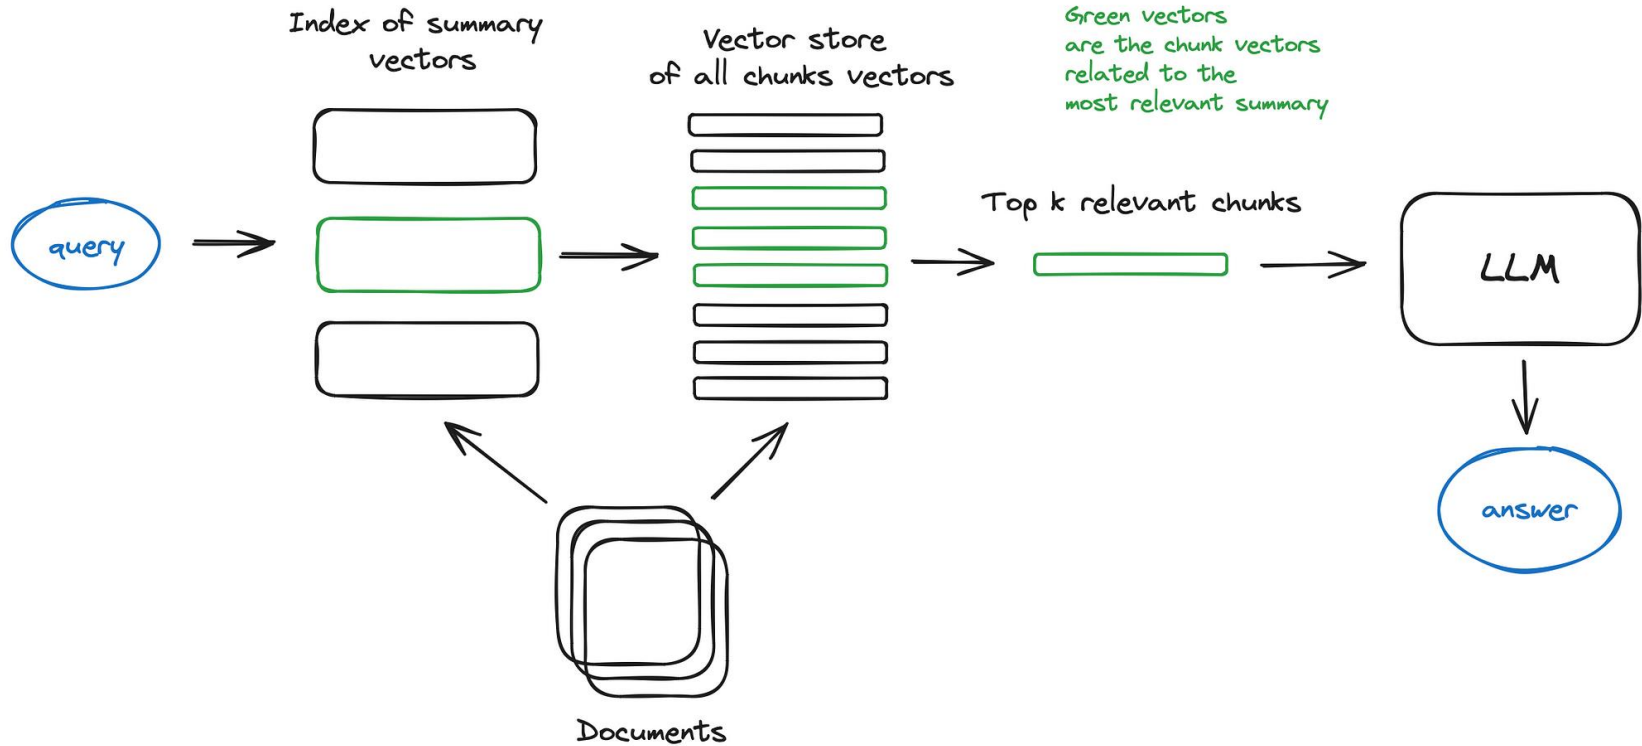 Index of summary
vectors
Vector store
of all chunks vectors
Green vectors
are the chunk vectors
related to the
most relevant summary
query
Top k relevant chunks
LLM
answer
Documents